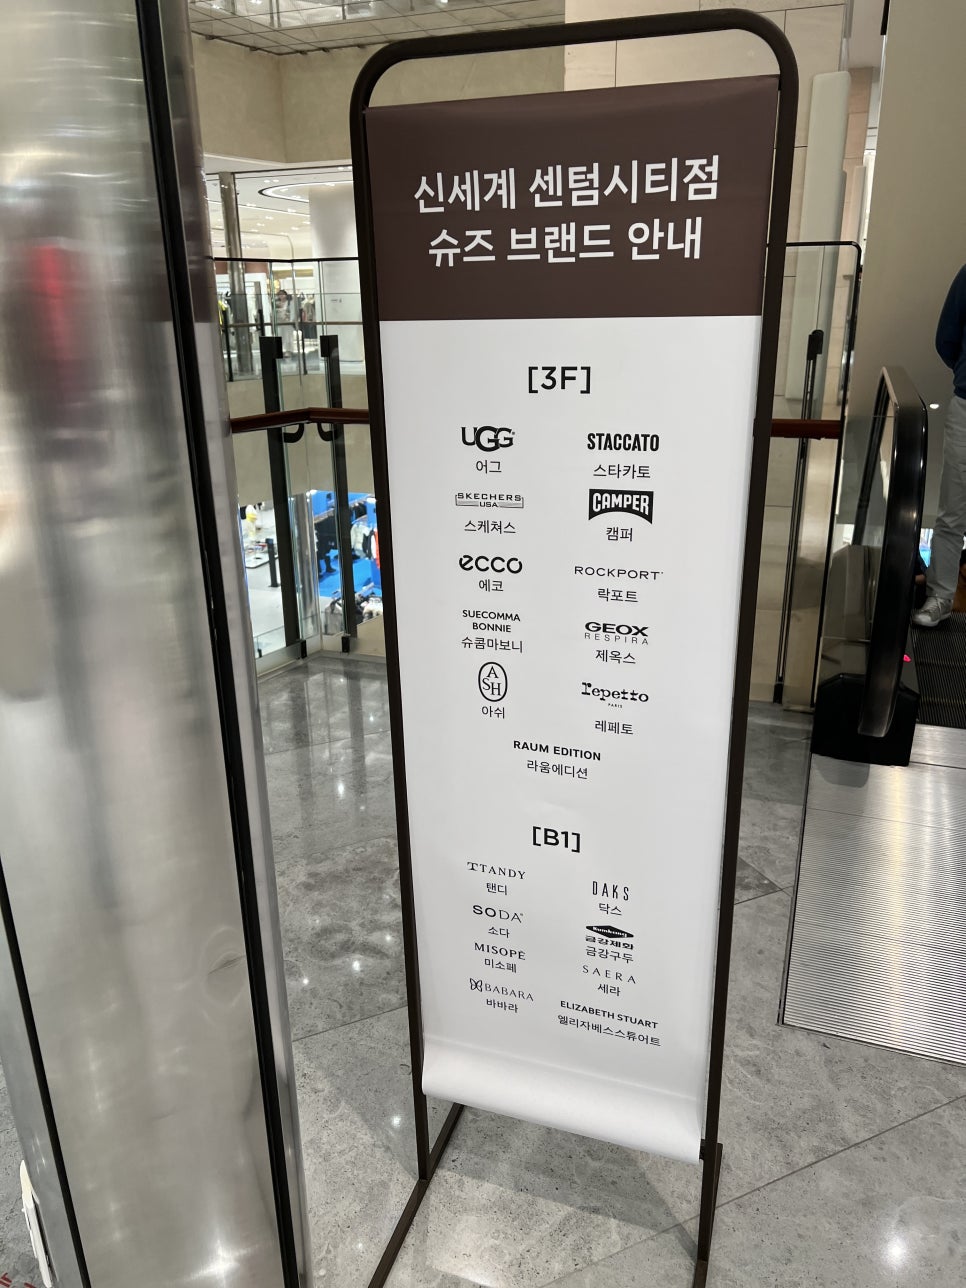 신세계 센텀시티점
슈즈 브랜드 안내
[3F]
UGG
어그
STACCATO
스타카토
SKECHERS
USA
스케쳐스
CAMPER
캠퍼
ecco
에코
ROCKPORT
락포트
SUECOMMA
BONNIE
슈콤마보니
GEOX
RESPIRA
제옥스
ASH
아쉬
repetto
PARIS
레페토
RAUM EDITION
라움에디션
[B1]
TANDY
탠디
DAKS
닥스
SODA
소다
Kumkang
금강제화
금강구두
MISOPE
미소페
SAERA
세라
BABARA
바바라
ELIZABETH STUART
엘리자베스스튜어트